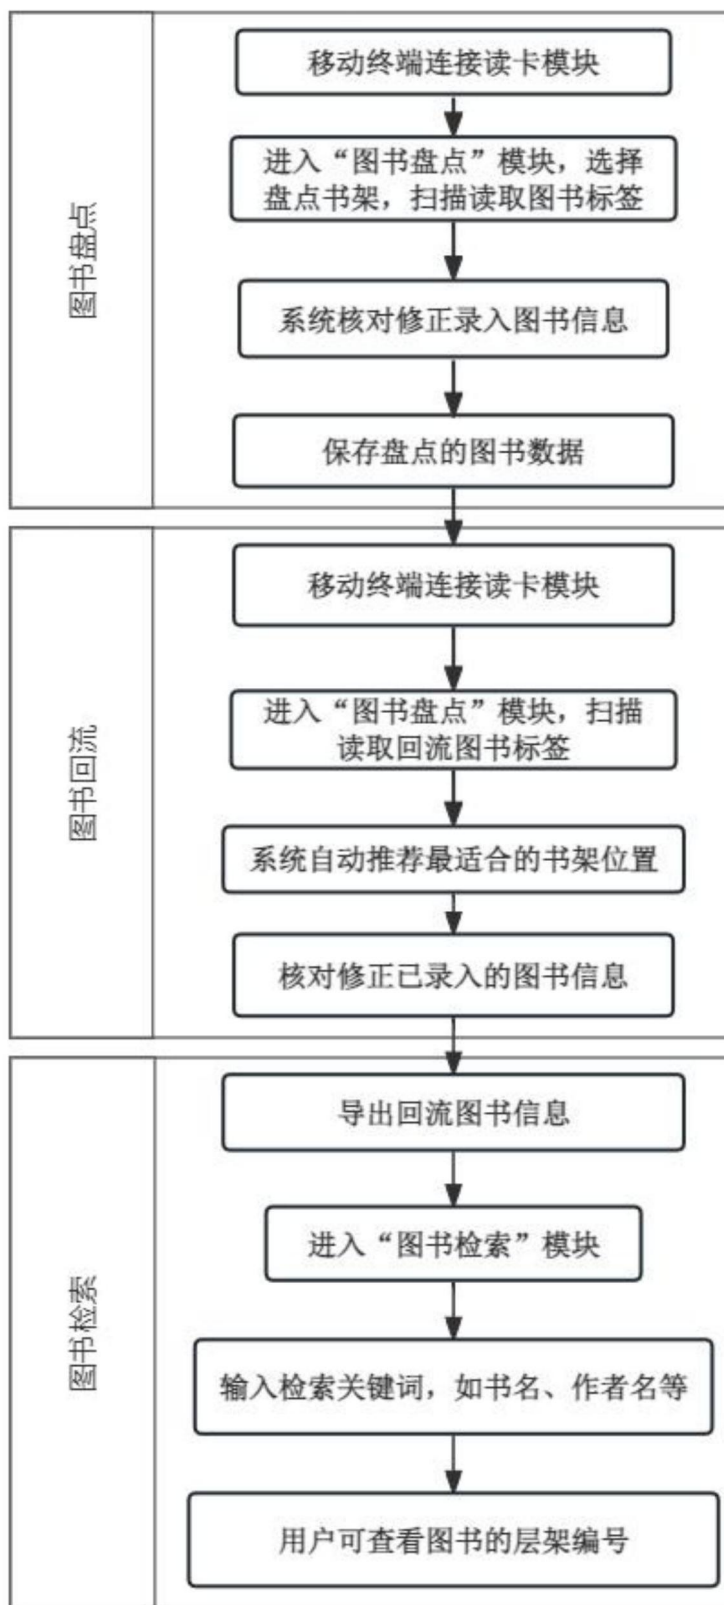 图书盘点
移动终端连接读卡模块
进入“图书盘点”模块，选择
盘点书架，扫描读取图书标签
系统核对修正录入图书信息
保存盘点的图书数据
图书回流
移动终端连接读卡模块
进入“图书盘点”模块，扫描
读取回流图书标签
系统自动推荐最适合的书架位置
核对修正已录入的图书信息
图书检索
导出回流图书信息
进入“图书检索”模块
输入检索关键词，如书名、作者名等
用户可查看图书的层架编号